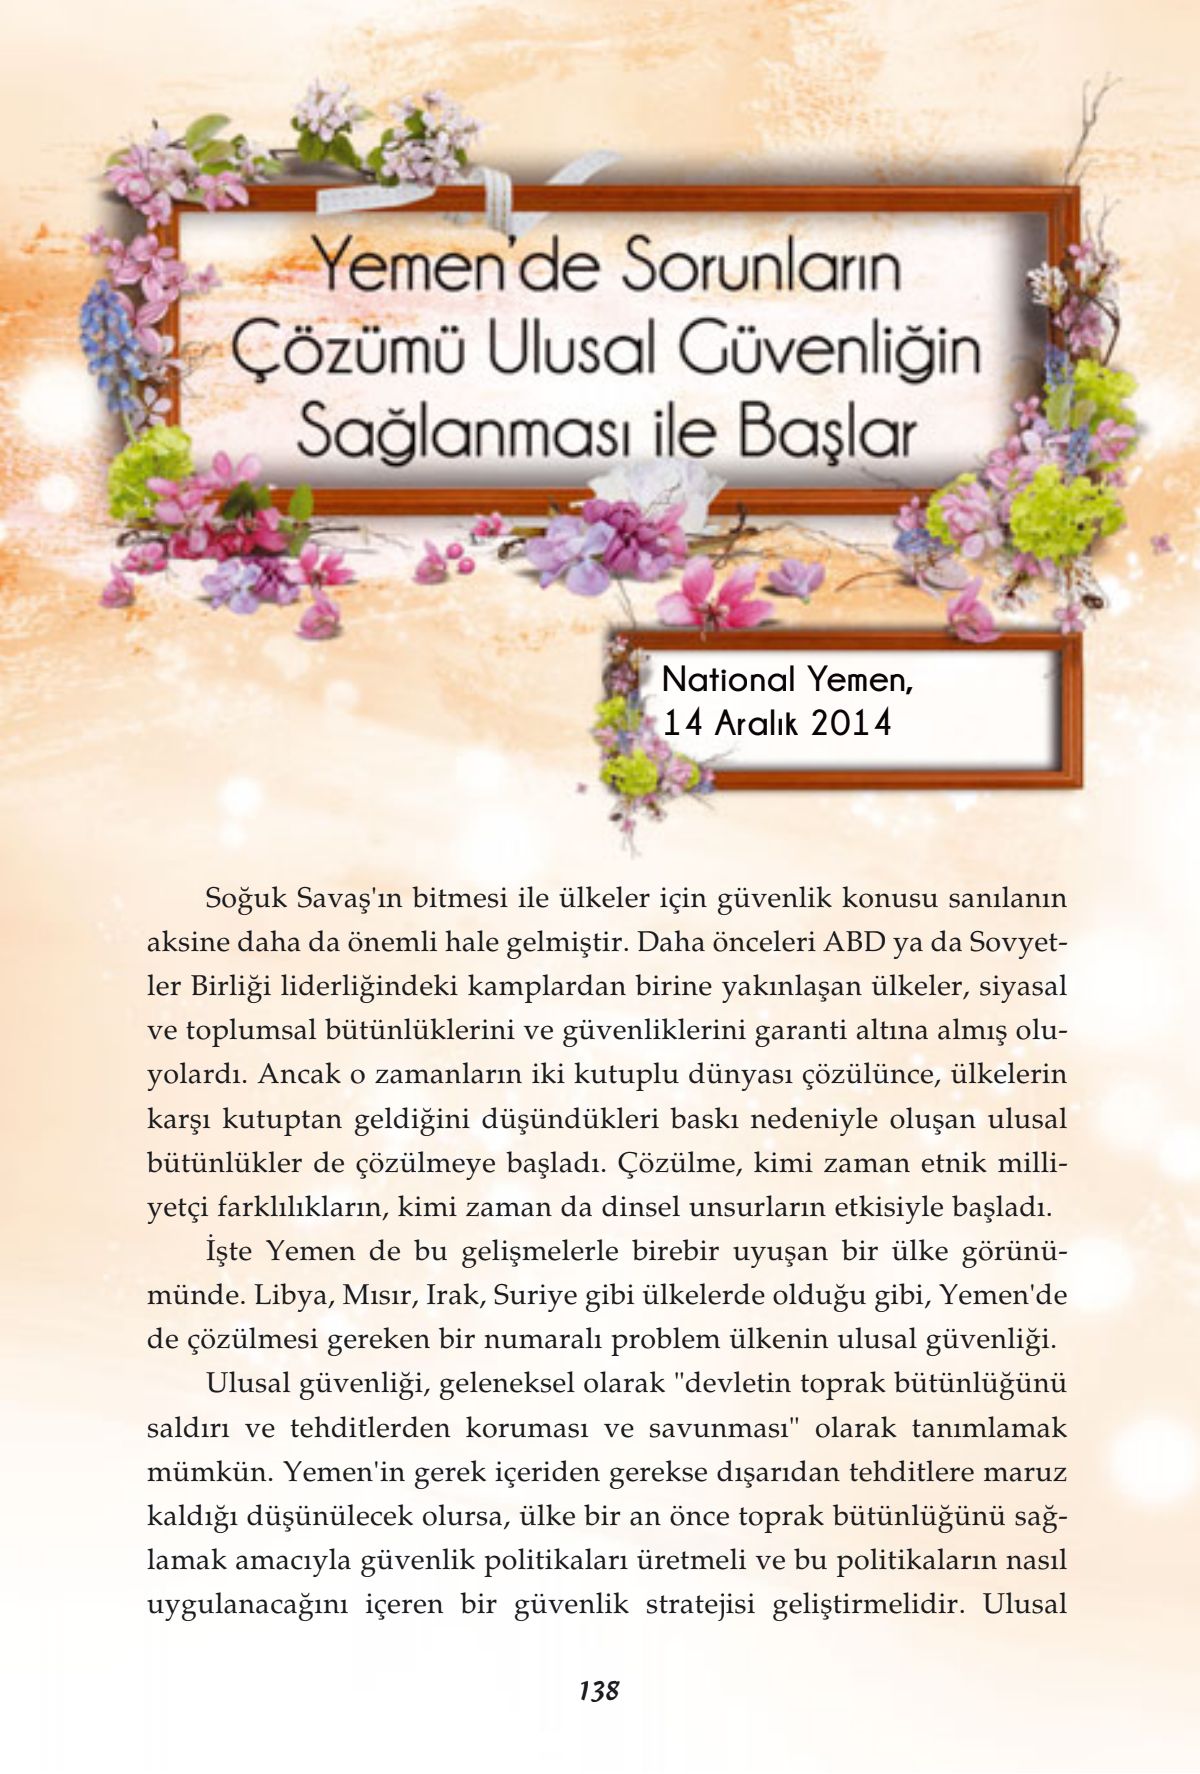 Yemen'de Sorunların
Çözümü Ulusal Güvenliğin
Sağlanması ile Başlar
National Yemen,
14 Aralık 2014
Soğuk Savaş'ın bitmesi ile ülkeler için güvenlik konusu sanılanın
aksine daha da önemli hale gelmiştir. Daha önceleri ABD ya da Sovyet-
ler Birliği liderliğindeki kamplardan birine yakınlaşan ülkeler, siyasal
ve toplumsal bütünlüklerini ve güvenliklerini garanti altına almış olu-
yolardı. Ancak o zamanların iki kutuplu dünyası çözülünce, ülkelerin
karşı kutuptan geldiğini düşündükleri baskı nedeniyle oluşan ulusal
bütünlükler de çözülmeye başladı. Çözülme, kimi zaman etnik milli-
yetçi farklılıkların, kimi zaman da dinsel unsurların etkisiyle başladı.
İşte Yemen de bu gelişmelerle birebir uyuşan bir ülke görünü-
münde. Libya, Mısır, Irak, Suriye gibi ülkelerde olduğu gibi, Yemen'de
de çözülmesi gereken bir numaralı problem ülkenin ulusal güvenliği.
Ulusal güvenliği, geleneksel olarak "devletin toprak bütünlüğünü
saldırı ve tehditlerden koruması ve savunması" olarak tanımlamak
mümkün. Yemen'in gerek içeriden gerekse dışarıdan tehditlere maruz
kaldığı düşünülecek olursa, ülke bir an önce toprak bütünlüğünü sağ-
lamak amacıyla güvenlik politikaları üretmeli ve bu politikaların nasıl
uygulanacağını içeren bir güvenlik stratejisi geliştirmelidir. Ulusal
138